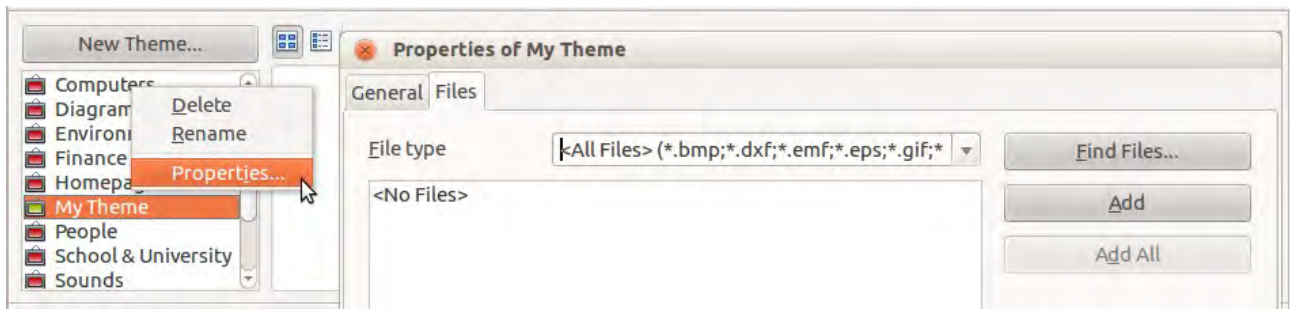 New Theme...
Computers
Diagram
Environ
Finance
Homepa
My Theme
People
School & University
Sounds
Delete
Rename
Properties...
Properties of My Theme
General Files
File type <All Files> (*.bmp;*.dxf;*.emf;*.eps;*.gif;* Find Files...
<No Files>
Add
Add All